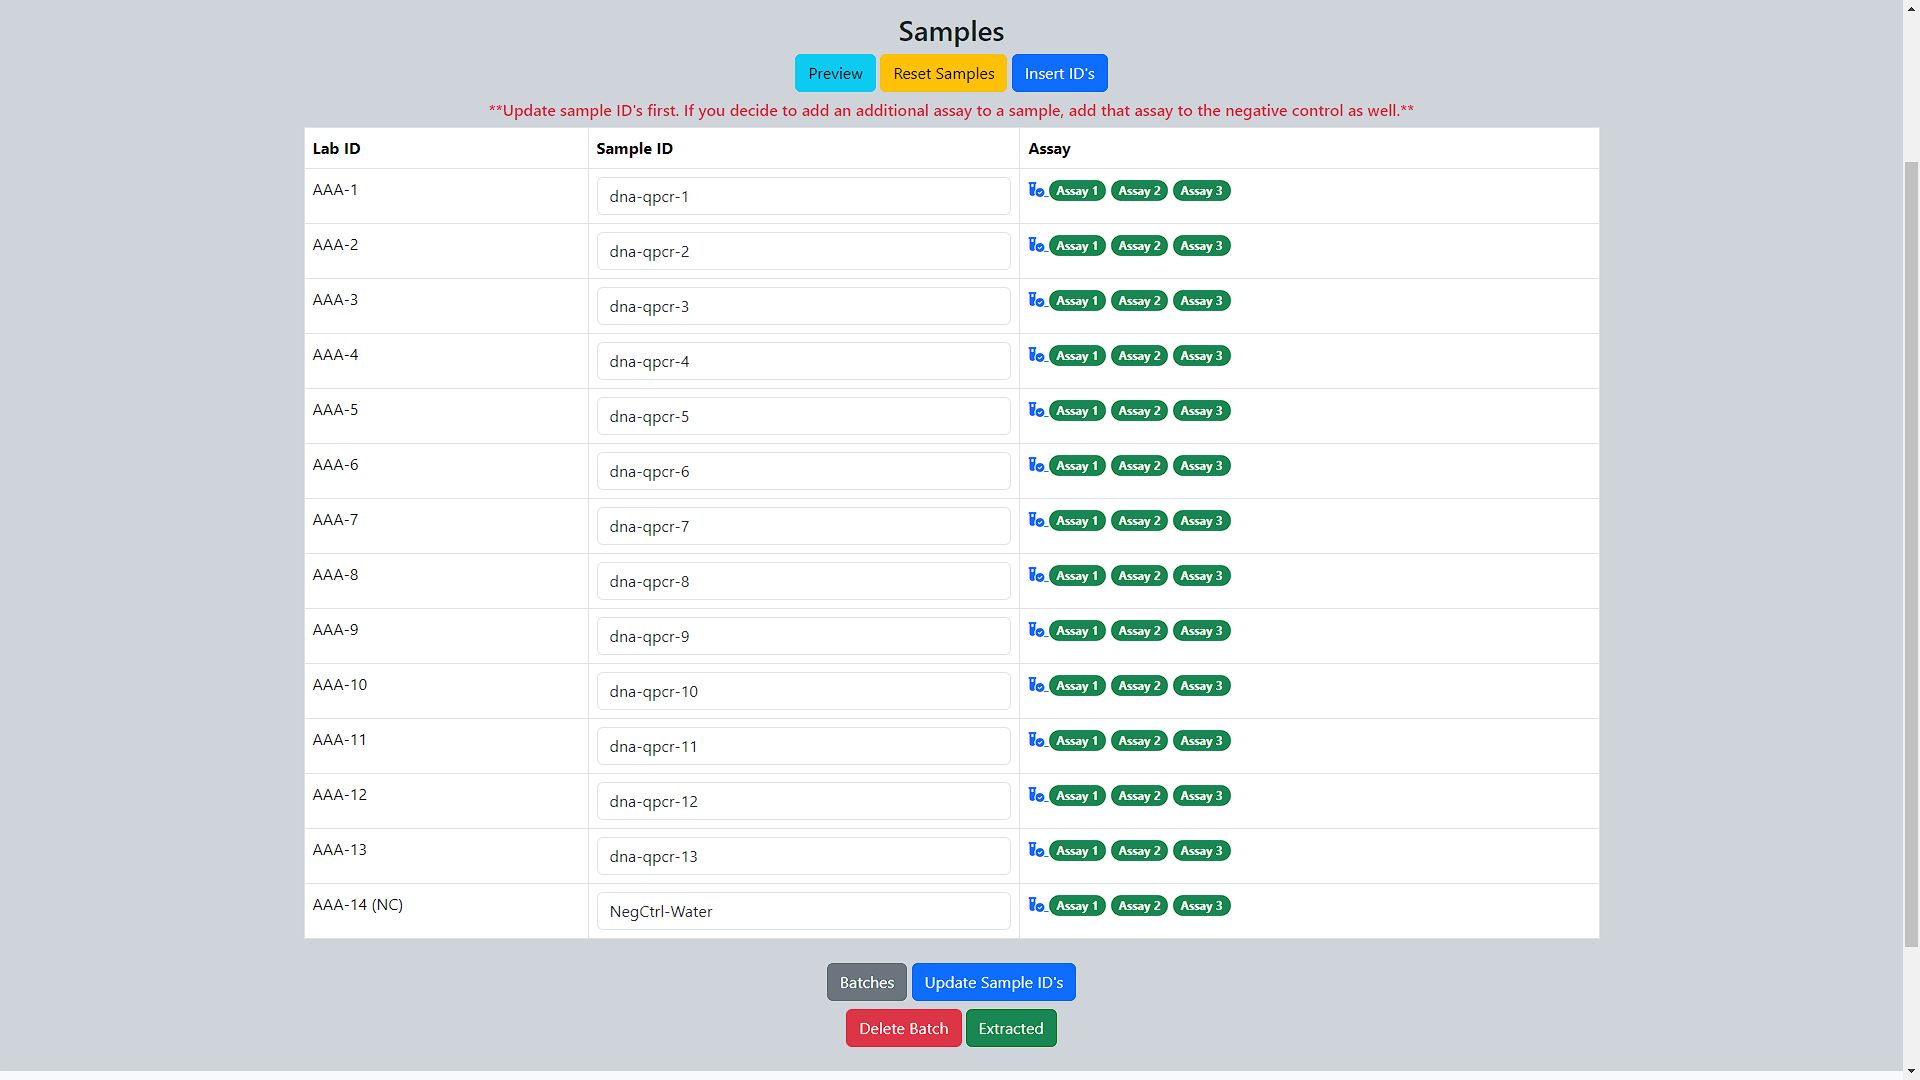 Samples
Preview Reset Samples Insert ID's
**Update sample ID's first. If you decide to add an additional assay to a sample, add that assay to the negative control as well.**
Lab ID Sample ID Assay
AAA-1 dna-qpcr-1 Assay 1 Assay 2 Assay 3
AAA-2 dna-qpcr-2 Assay 1 Assay 2 Assay 3
AAA-3 dna-qpcr-3 Assay 1 Assay 2 Assay 3
AAA-4 dna-qpcr-4 Assay 1 Assay 2 Assay 3
AAA-5 dna-qpcr-5 Assay 1 Assay 2 Assay 3
AAA-6 dna-qpcr-6 Assay 1 Assay 2 Assay 3
AAA-7 dna-qpcr-7 Assay 1 Assay 2 Assay 3
AAA-8 dna-qpcr-8 Assay 1 Assay 2 Assay 3
AAA-9 dna-qpcr-9 Assay 1 Assay 2 Assay 3
AAA-10 dna-qpcr-10 Assay 1 Assay 2 Assay 3
AAA-11 dna-qpcr-11 Assay 1 Assay 2 Assay 3
AAA-12 dna-qpcr-12 Assay 1 Assay 2 Assay 3
AAA-13 dna-qpcr-13 Assay 1 Assay 2 Assay 3
AAA-14 (NC) NegCtrl-Water Assay 1 Assay 2 Assay 3
Batches Update Sample ID's
Delete Batch Extracted